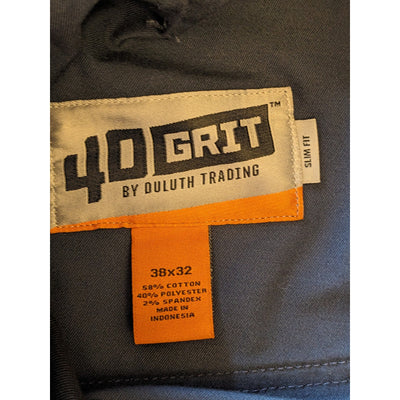 40 GRIT™
BY DULUTH TRADING
SLIM FIT
38x32
58% COTTON
40% POLYESTER
2% SPANDEX
MADE IN
INDONESIA